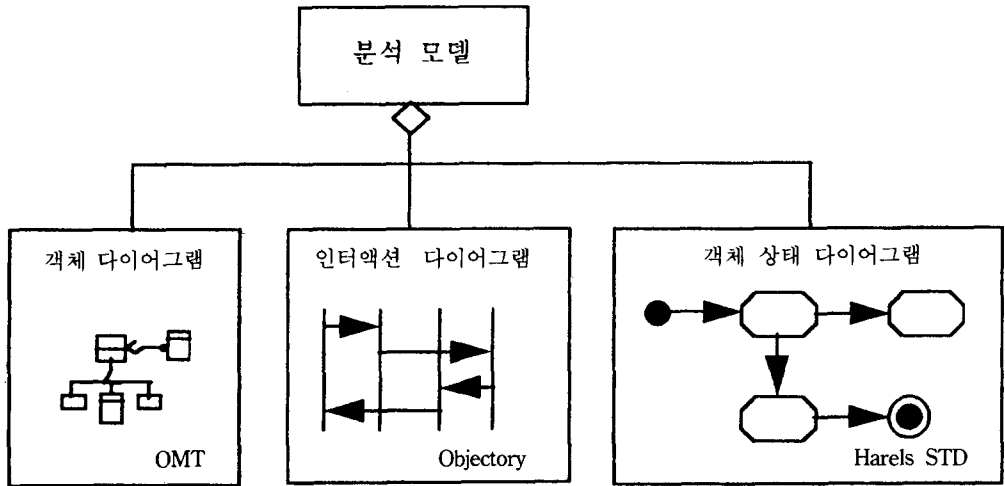 분석 모델
객체 다이어그램
OMT
인터액션 다이어그램
Objectory
객체 상태 다이어그램
Harels STD